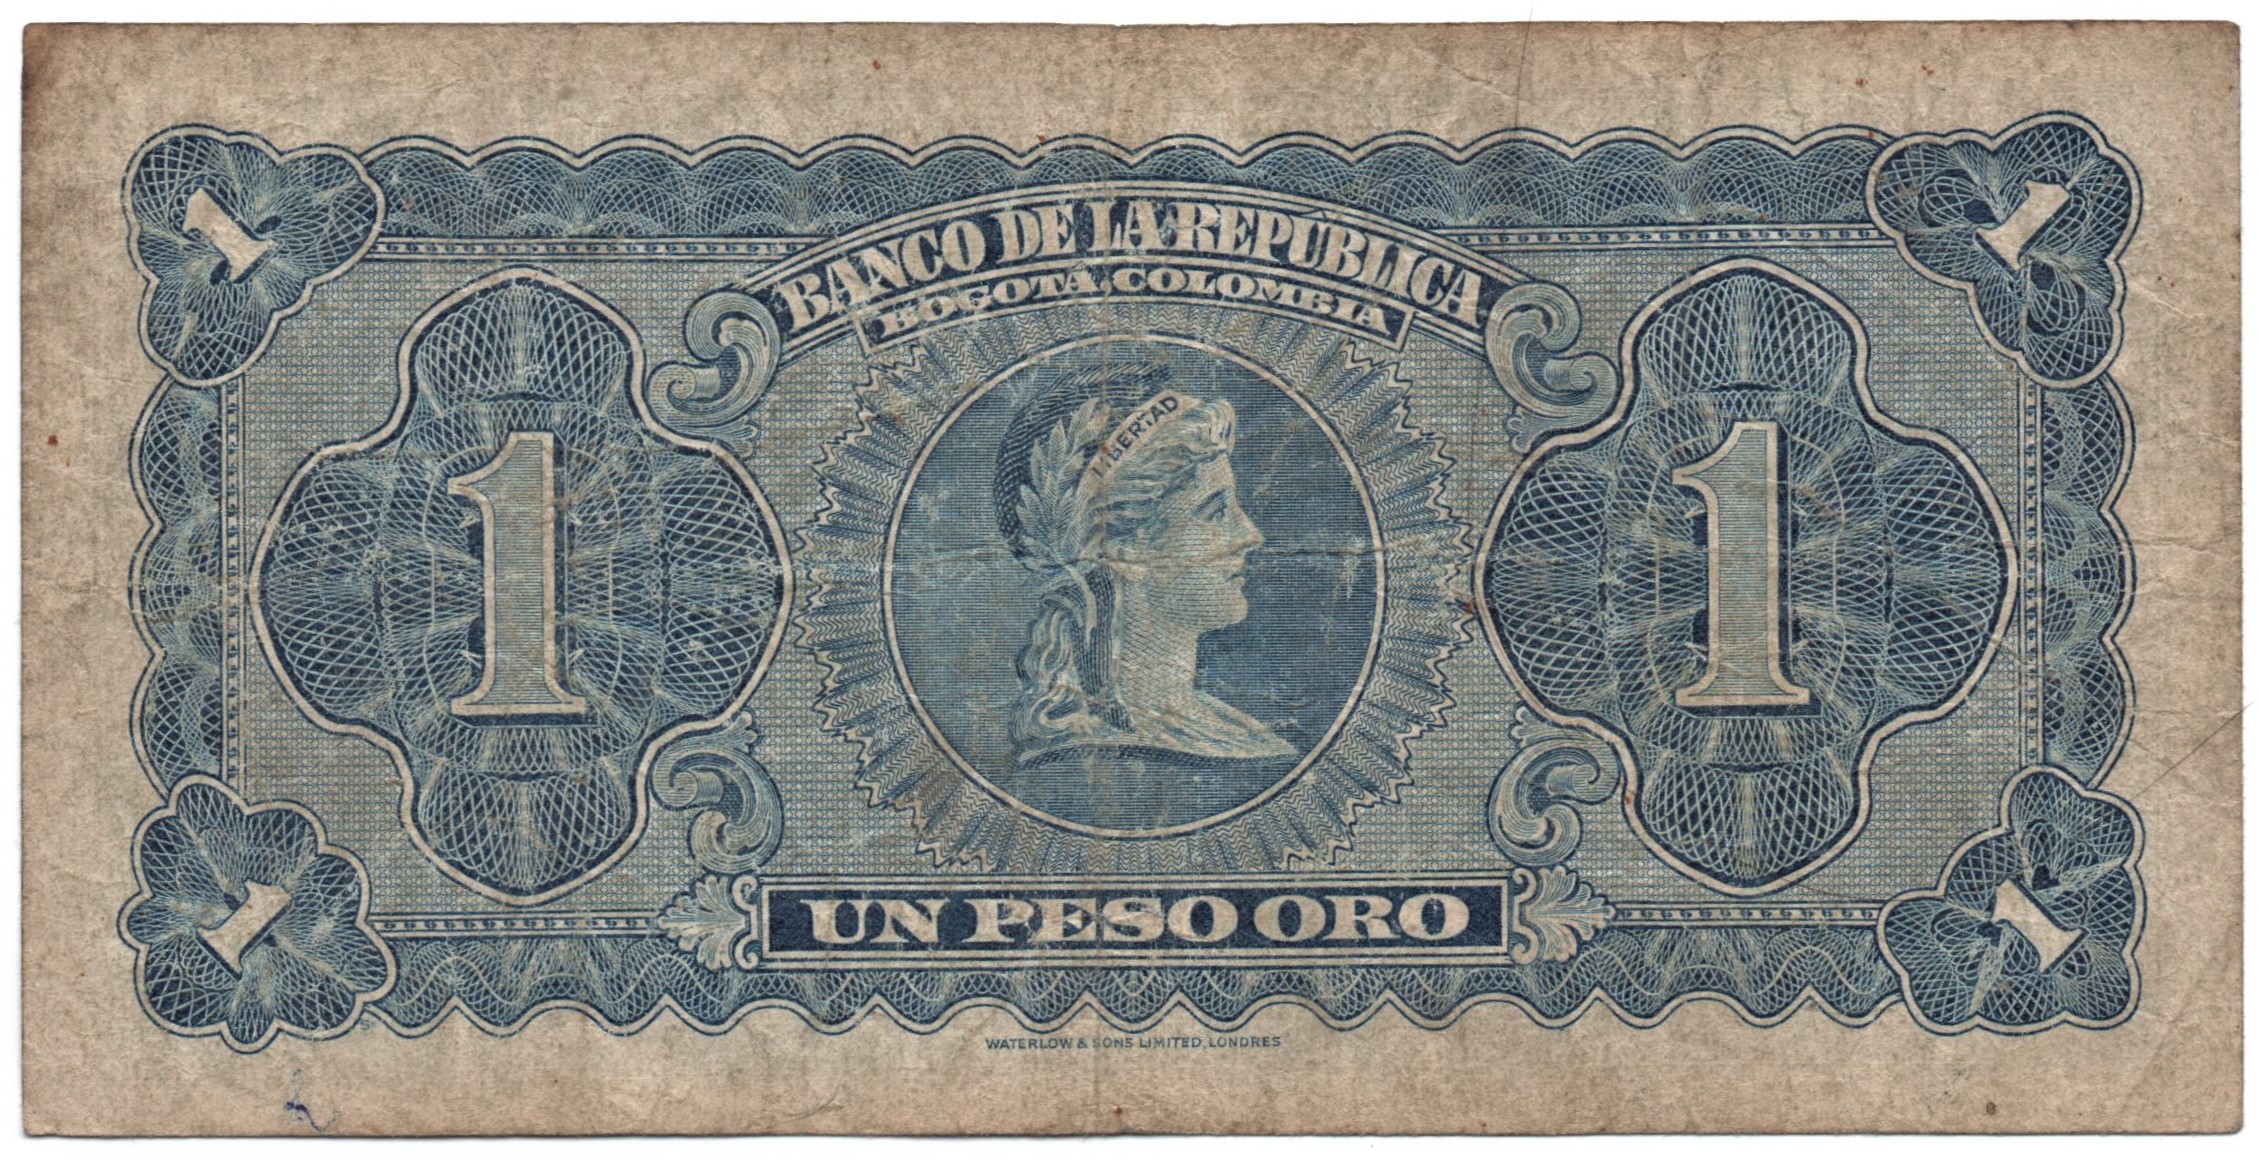 1
1
BANCO DE LA REPÚBLICA
BOGOTÁ, COLOMBIA
LIBERTAD
1
1
UN PESO ORO
1
1
WATERLOW & SONS LIMITED, LONDRES